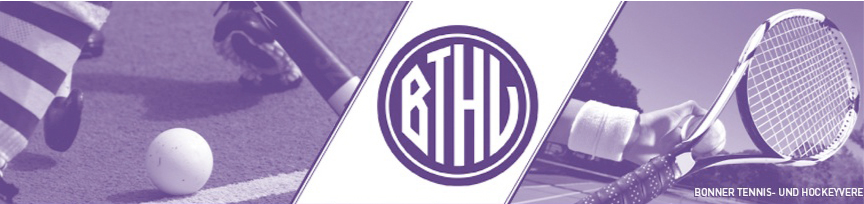 BTHV
BONNER TENNIS- UND HOCKEYVERE